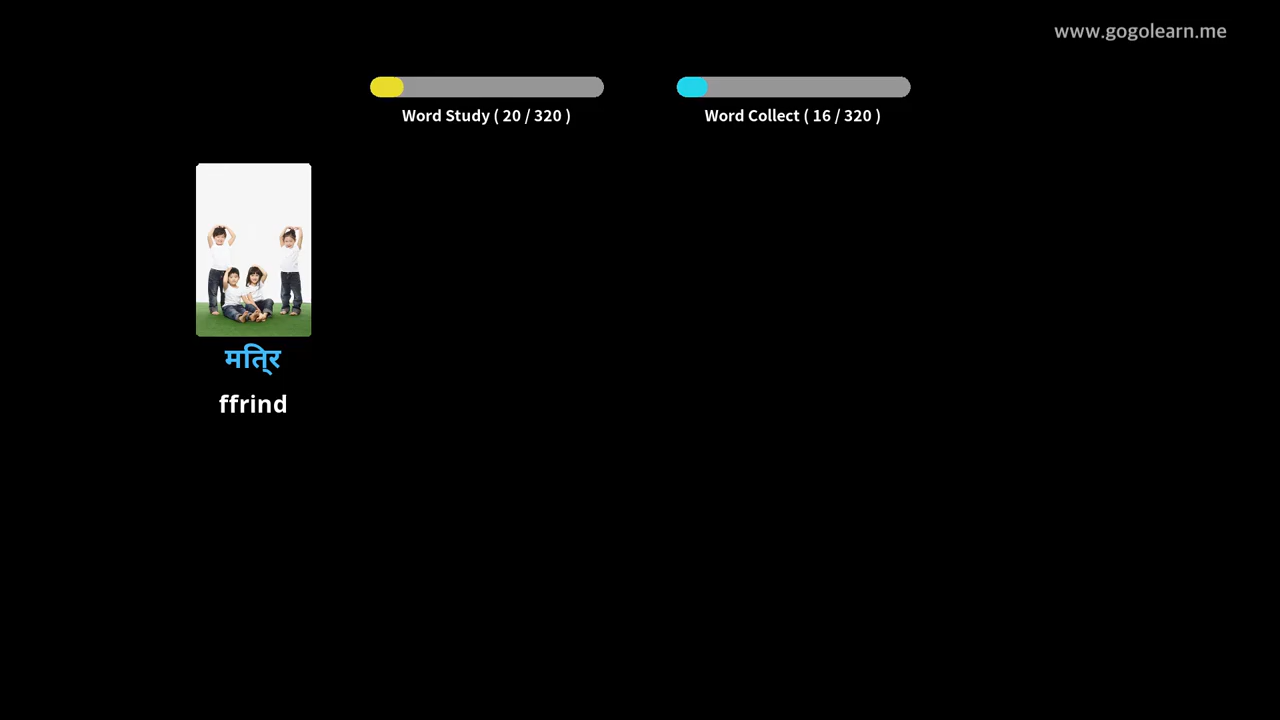 www.gogolearn.me
Word Study ( 20 / 320 )
Word Collect ( 16 / 320 )
मति्र
ffrind